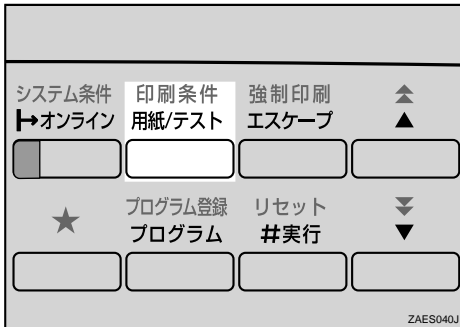 システム条件 印刷条件 強制印刷
オンライン 用紙/テスト エスケープ ▲
★ プログラム登録 リセット
プログラム #実行 ▼
ZAES040J